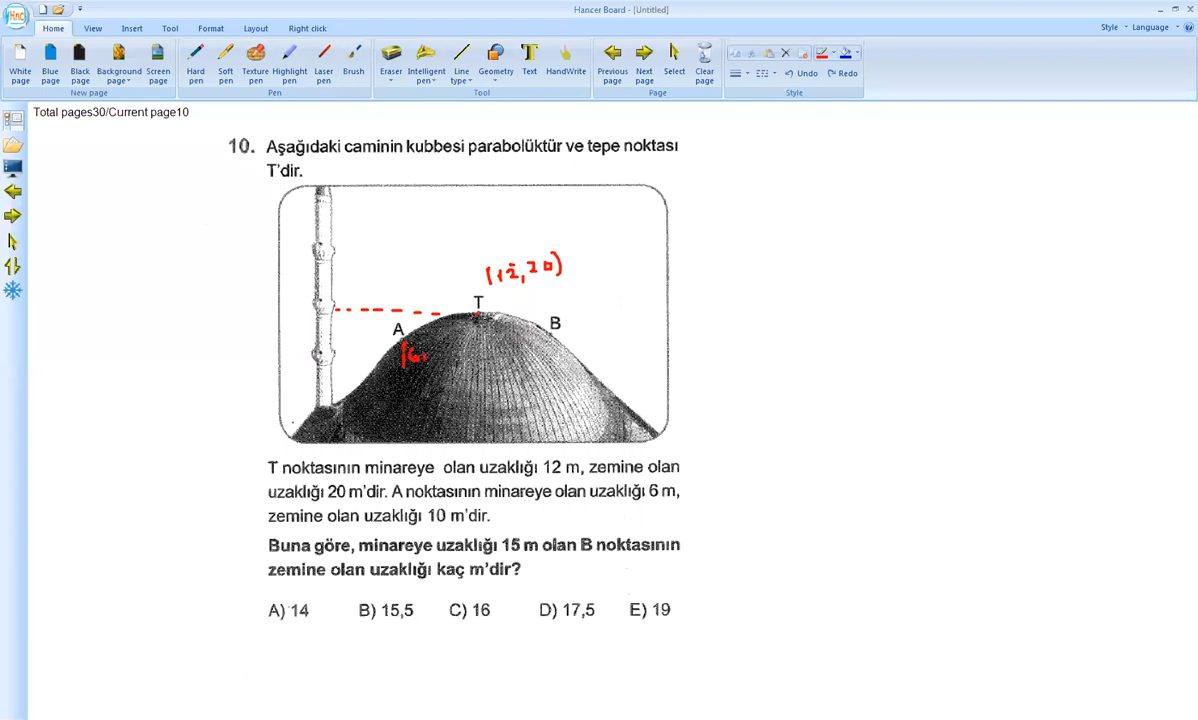 Hancer Board - [Untitled]
Home View Insert Tool Format Layout Right click
Style Language
White page Blue page Black page Background page Screen page
Hard pen Soft pen Texture pen Highlight pen Laser pen Brush
Eraser Intelligent pen Line type Geometry Text HandWrite
Previous page Next page Select Clear page
Undo Redo
New page Pen Tool Page Style
Total pages30/Current page10
10. Aşağıdaki caminin kubbesi parabolüktür ve tepe noktası
T'dir.
(12,20)
T
A
B
(6,
T noktasının minareye olan uzaklığı 12 m, zemine olan
uzaklığı 20 m'dir. A noktasının minareye olan uzaklığı 6 m,
zemine olan uzaklığı 10 m'dir.
Buna göre, minareye uzaklığı 15 m olan B noktasının
zemine olan uzaklığı kaç m'dir?
A) 14 B) 15,5 C) 16 D) 17,5 E) 19